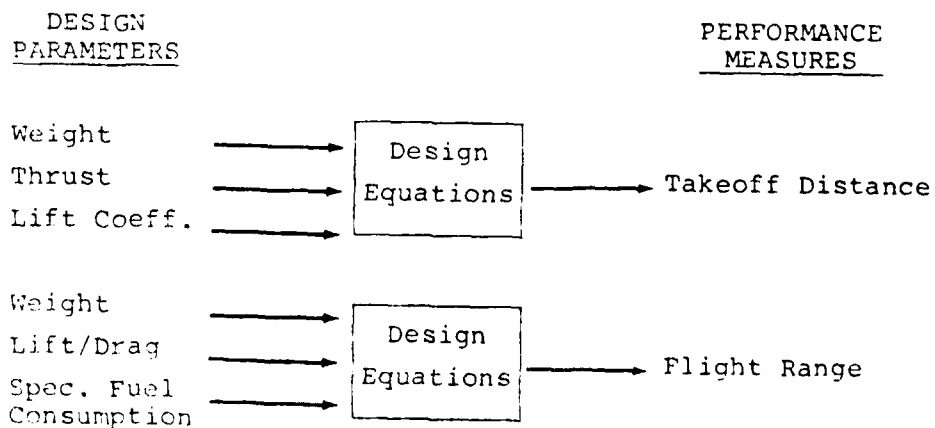 DESIGN
PARAMETERS
PERFORMANCE
MEASURES
Weight
Thrust
Lift Coeff.
Design
Equations
Takeoff Distance
Weight
Lift/Drag
Spec. Fuel
Consumption
Design
Equations
Flight Range